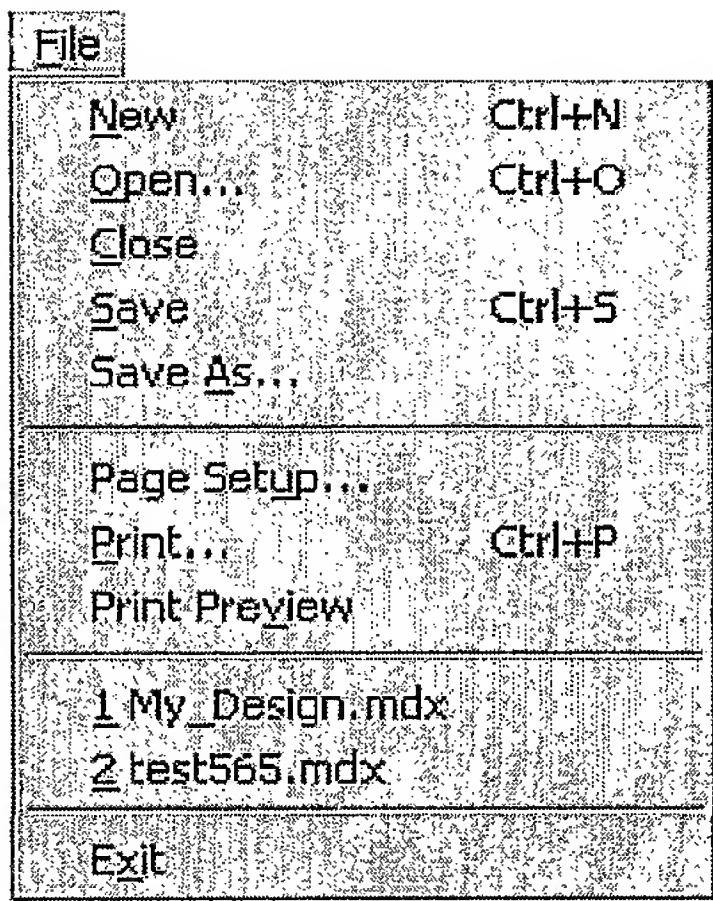 File
New Ctrl+N
Open... Ctrl+O
Close
Save Ctrl+S
Save As...
Page Setup...
Print... Ctrl+P
Print Preview
1 My_Design.mdx
2 test565.mdx
Exit